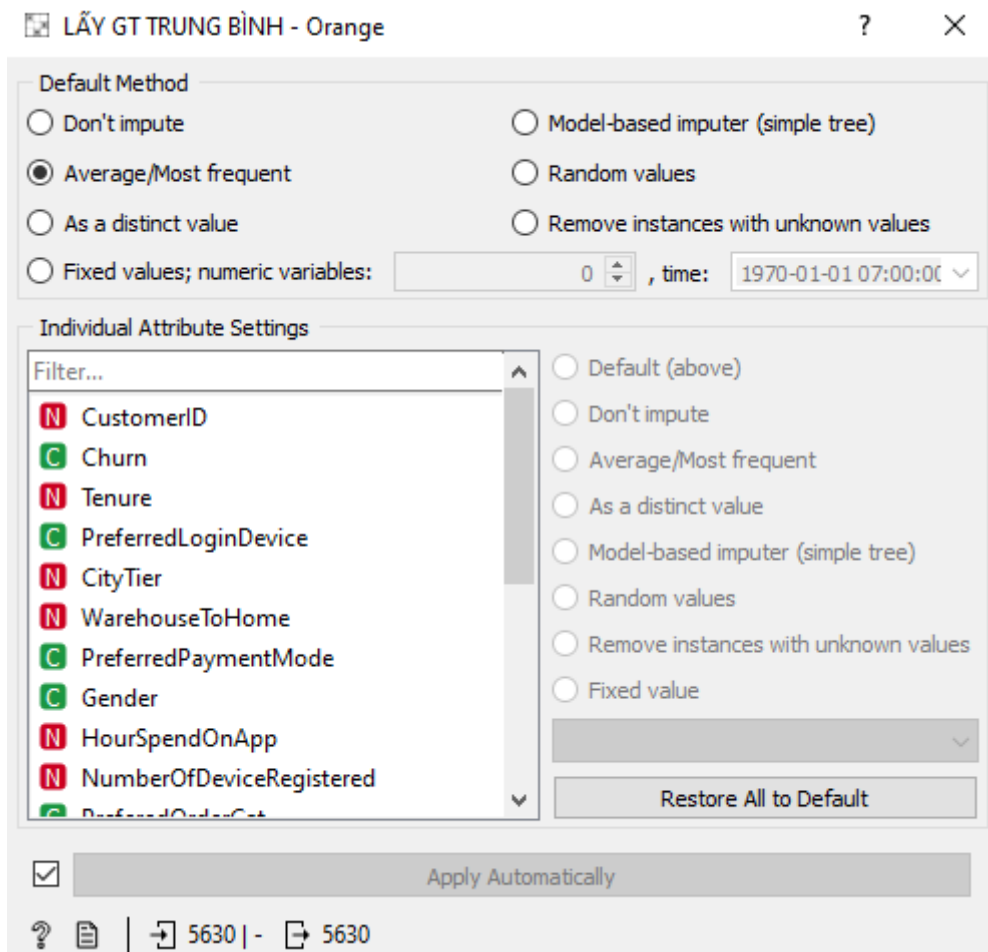 LẤY GT TRUNG BÌNH - Orange ? ×
Default Method
Don't impute
Model-based imputer (simple tree)
Average/Most frequent
Random values
As a distinct value
Remove instances with unknown values
Fixed values; numeric variables: 0 , time: 1970-01-01 07:00:00
Individual Attribute Settings
Filter...
N CustomerID
C Churn
N Tenure
C PreferredLoginDevice
N CityTier
N WarehouseToHome
C PreferredPaymentMode
C Gender
N HourSpendOnApp
N NumberOfDeviceRegistered
Default (above)
Don't impute
Average/Most frequent
As a distinct value
Model-based imputer (simple tree)
Random values
Remove instances with unknown values
Fixed value
Restore All to Default
Apply Automatically
? 5630 | - 5630